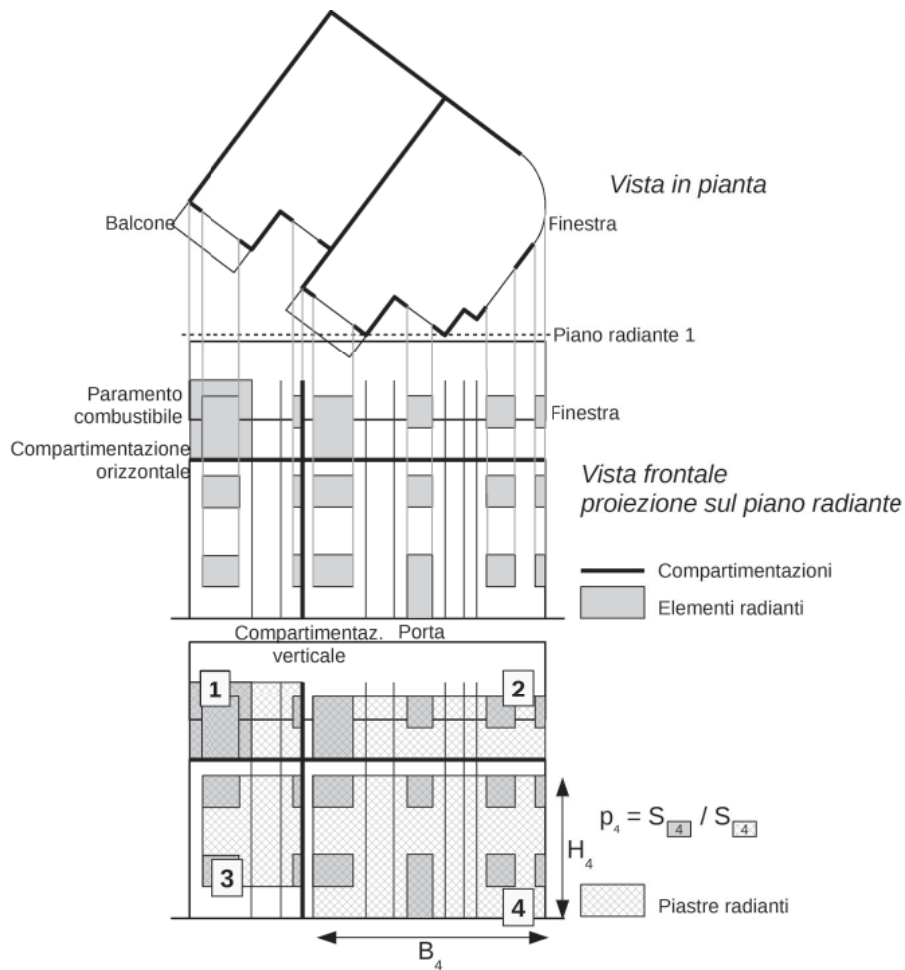 Vista in pianta
Balcone
Finestra
Piano radiante 1
Paramento
combustibile
Finestra
Compartimentazione
orizzontale
Vista frontale
proiezione sul piano radiante
Compartimentazioni
Elementi radianti
Compartimentaz.
verticale
Porta
1
2
p4 = S4 / S4
H4
3
4
Piastre radianti
B4